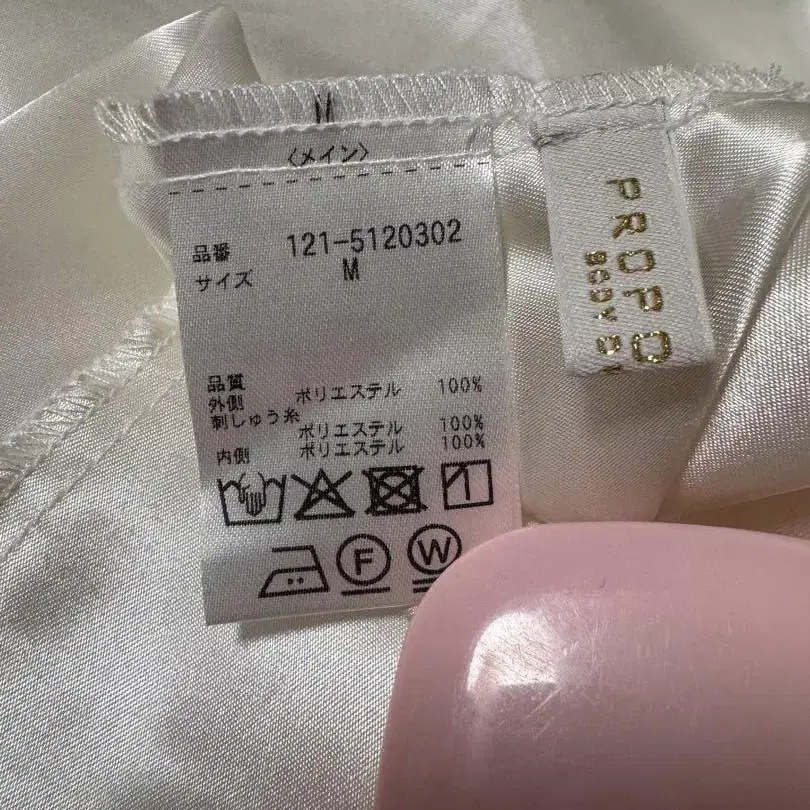 M
〈メイン〉
品番 121-5120302
サイズ M
品質
外側 ポリエステル 100%
刺しゅう糸
ポリエステル 100%
内側 ポリエステル 100%
F
W
PROPO
BODY